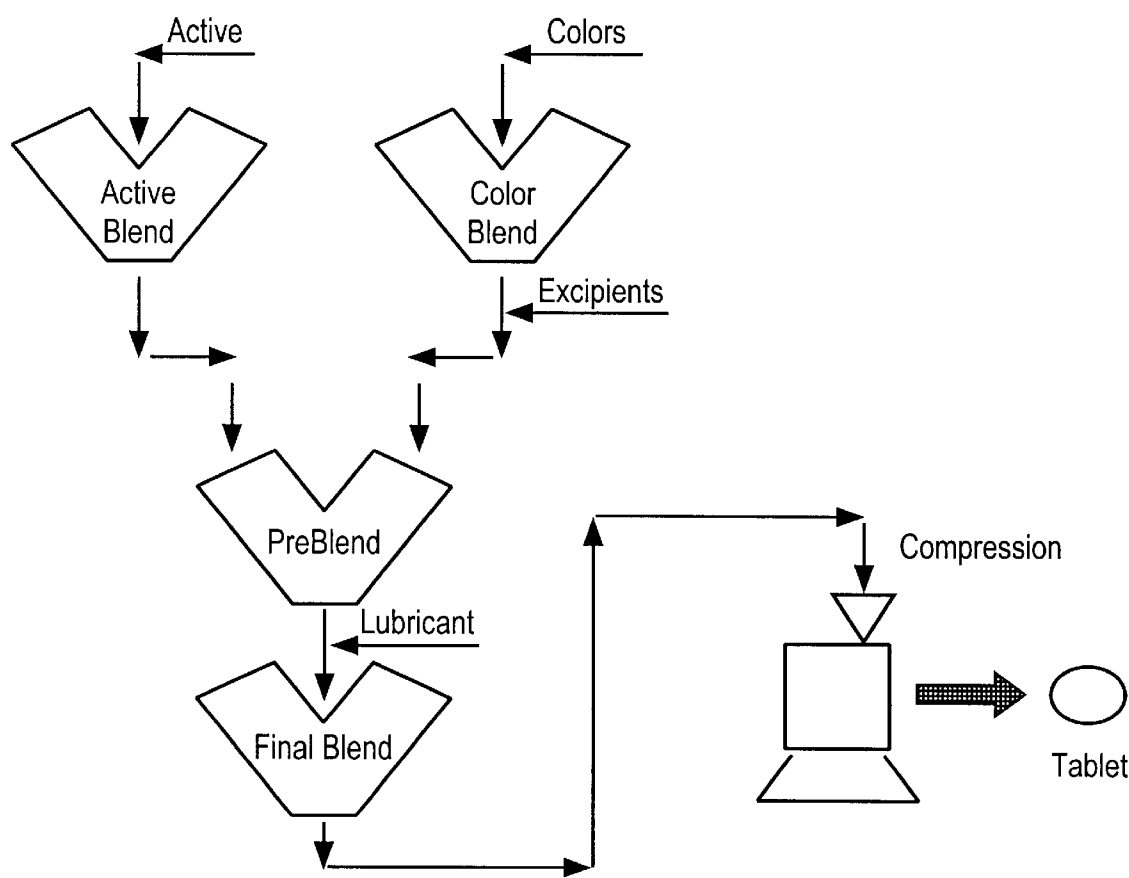 Active
Colors
Active
Blend
Color
Blend
Excipients
PreBlend
Compression
Lubricant
Final Blend
Tablet